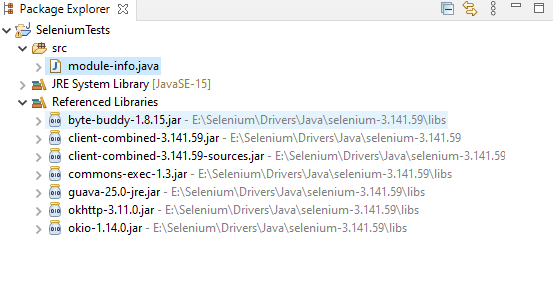 Package Explorer
SeleniumTests
src
module-info.java
JRE System Library [JavaSE-15]
Referenced Libraries
byte-buddy-1.8.15.jar - E:\Selenium\Drivers\Java\selenium-3.141.59\libs
client-combined-3.141.59.jar - E:\Selenium\Drivers\Java\selenium-3.141.59
client-combined-3.141.59-sources.jar - E:\Selenium\Drivers\Java\selenium-3.141.59
commons-exec-1.3.jar - E:\Selenium\Drivers\Java\selenium-3.141.59\libs
guava-25.0-jre.jar - E:\Selenium\Drivers\Java\selenium-3.141.59\libs
okhttp-3.11.0.jar - E:\Selenium\Drivers\Java\selenium-3.141.59\libs
okio-1.14.0.jar - E:\Selenium\Drivers\Java\selenium-3.141.59\libs